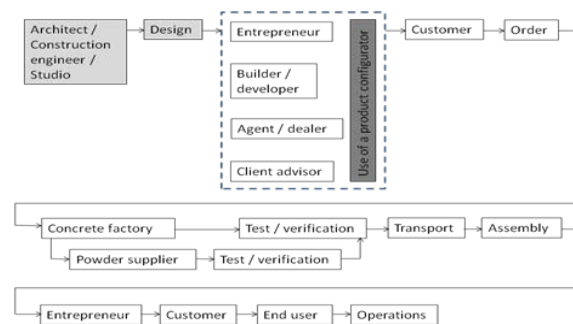 Architect /
Construction
engineer /
Studio
Design
Entrepreneur
Builder /
developer
Agent / dealer
Client advisor
Use of a product configurator
Customer
Order
Concrete factory
Test / verification
Transport
Assembly
Powder supplier
Test / verification
Entrepreneur
Customer
End user
Operations